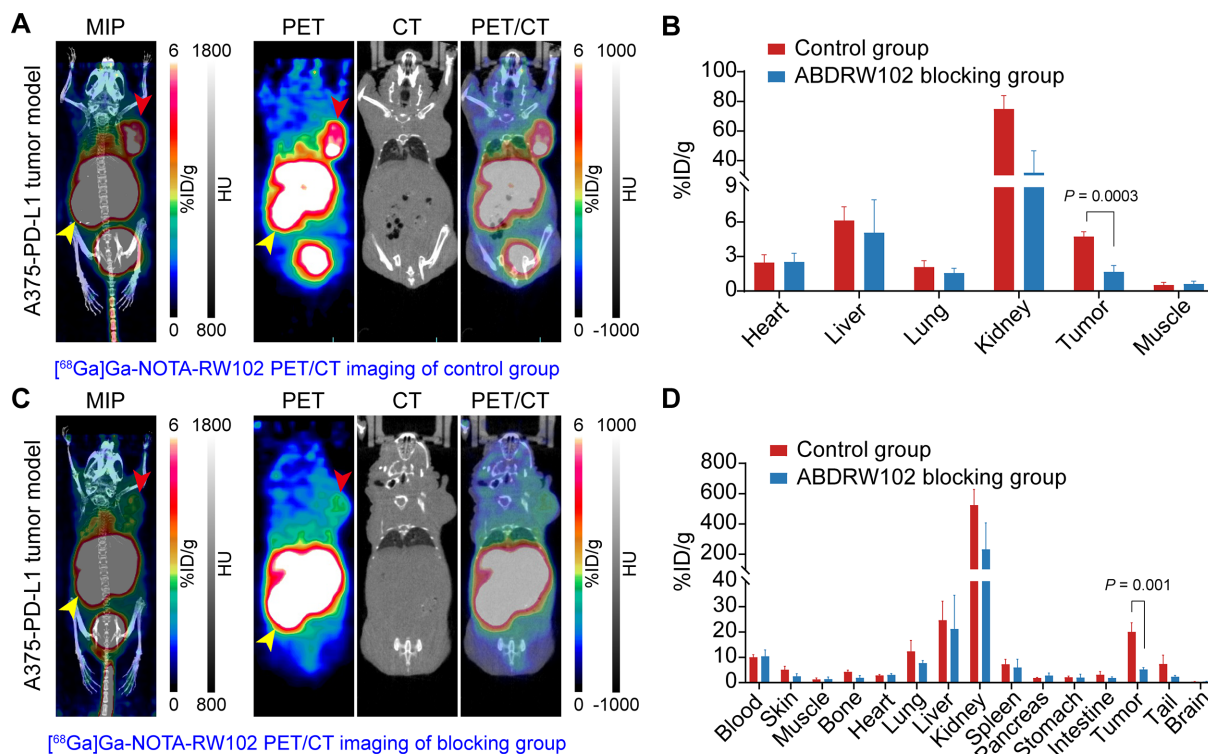 A
MIP
PET
CT
PET/CT
A375-PD-L1 tumor model
6
1800
%ID/g
HU
0
800
6
1000
%ID/g
HU
0
-1000
[⁶⁸Ga]Ga-NOTA-RW102 PET/CT imaging of control group
B
Control group
ABDRW102 blocking group
%ID/g
100
80
60
40
9
6
3
0
P = 0.0003
Heart
Liver
Lung
Kidney
Tumor
Muscle
C
MIP
PET
CT
PET/CT
A375-PD-L1 tumor model
6
1800
%ID/g
HU
0
800
6
1000
%ID/g
HU
0
-1000
[⁶⁸Ga]Ga-NOTA-RW102 PET/CT imaging of blocking group
D
Control group
ABDRW102 blocking group
%ID/g
800
600
400
200
40
30
20
10
0
P = 0.001
Blood
Skin
Muscle
Bone
Heart
Lung
Liver
Kidney
Spleen
Pancreas
Stomach
Intestine
Tumor
Tail
Brain